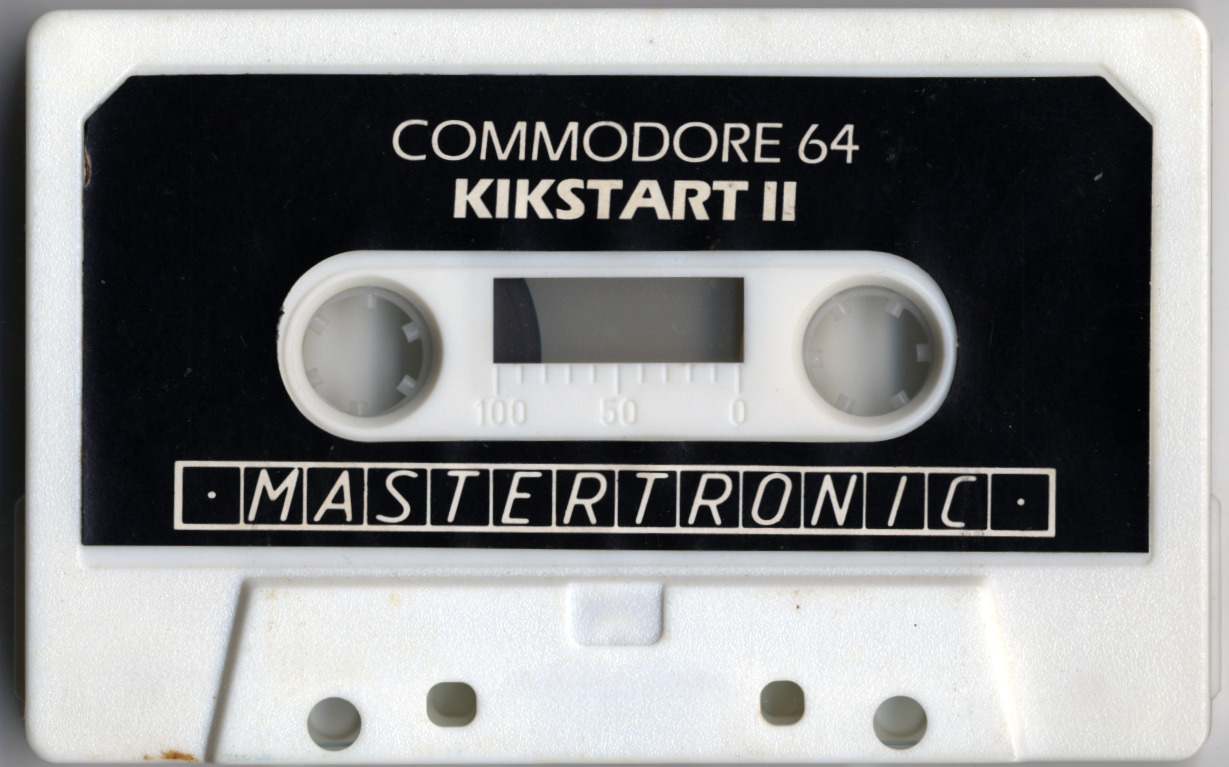 COMMODORE 64
KIKSTART II
100 50 0
· MASTERTRONIC ·